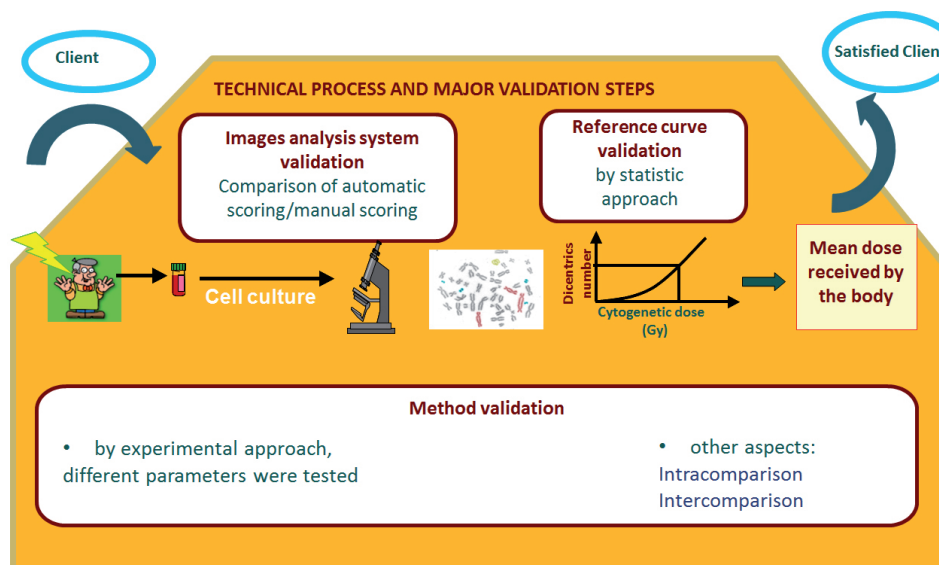 Client
Satisfied Clien
TECHNICAL PROCESS AND MAJOR VALIDATION STEPS
Images analysis system
validation
Comparison of automatic
scoring/manual scoring
Reference curve
validation
by statistic
approach
Cell culture
Dicentrics
number
Cytogenetic dose
(Gy)
Mean dose
received by
the body
Method validation
• by experimental approach,
different parameters were tested
• other aspects:
Intracomparison
Intercomparison